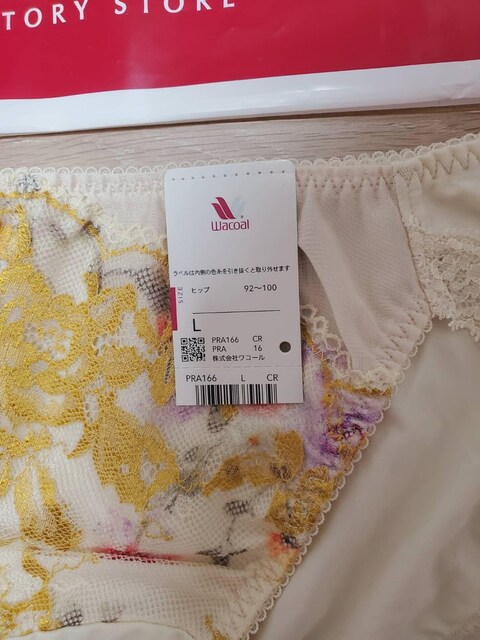 TORY STORE
Wacoal
ラベルは内側の色糸を引き抜くと取り外せます
SIZE
ヒップ 92～100
L
PRA166 CR
PRA 16
株式会社ワコール
PRA166 L CR